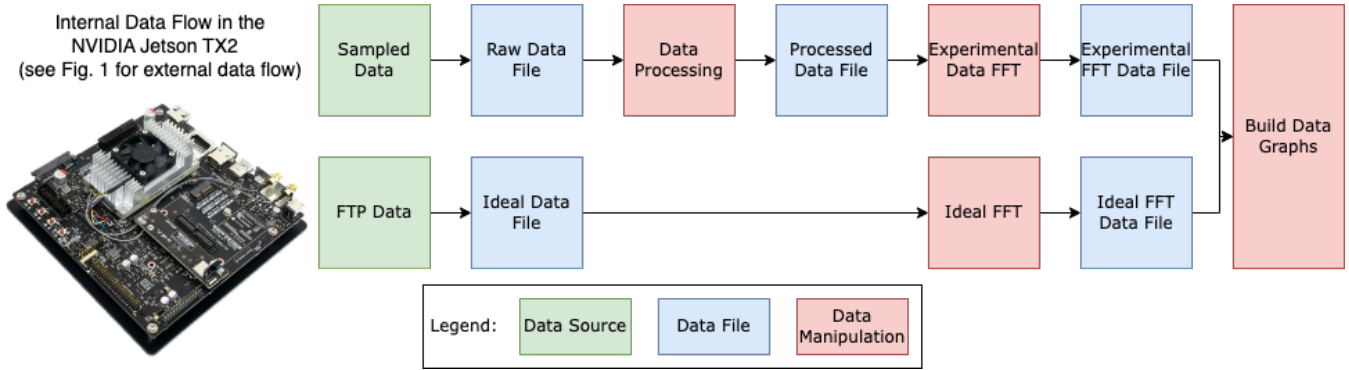 Internal Data Flow in the
NVIDIA Jetson TX2
(see Fig. 1 for external data flow)
Sampled
Data
Raw Data
File
Data
Processing
Processed
Data File
Experimental
Data FFT
Experimental
FFT Data File
Build Data
Graphs
FTP Data
Ideal Data
File
Ideal FFT
Ideal FFT
Data File
Legend:
Data Source
Data File
Data
Manipulation